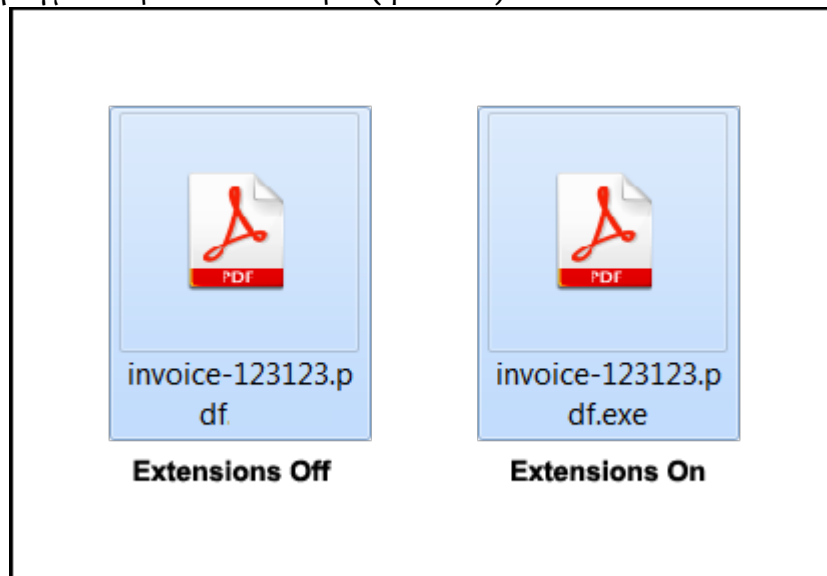 PDF
PDF
invoice-123123.p
df.
invoice-123123.p
df.exe
Extensions Off
Extensions On